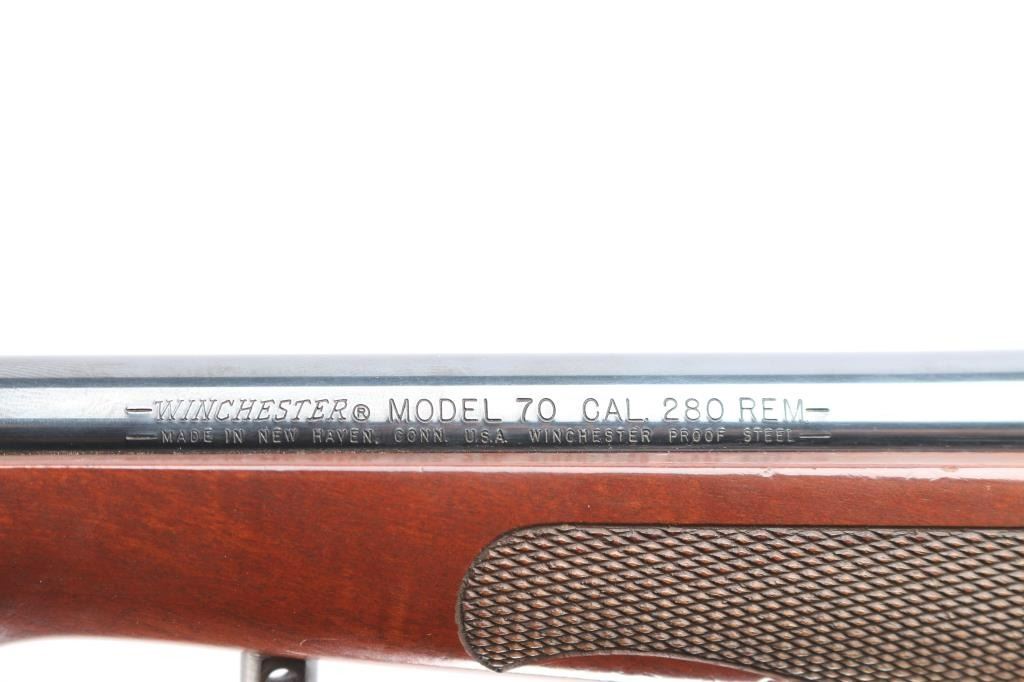 —WINCHESTER® MODEL 70 CAL. 280 REM—
—MADE IN NEW HAVEN, CONN. U.S.A. WINCHESTER PROOF STEEL—